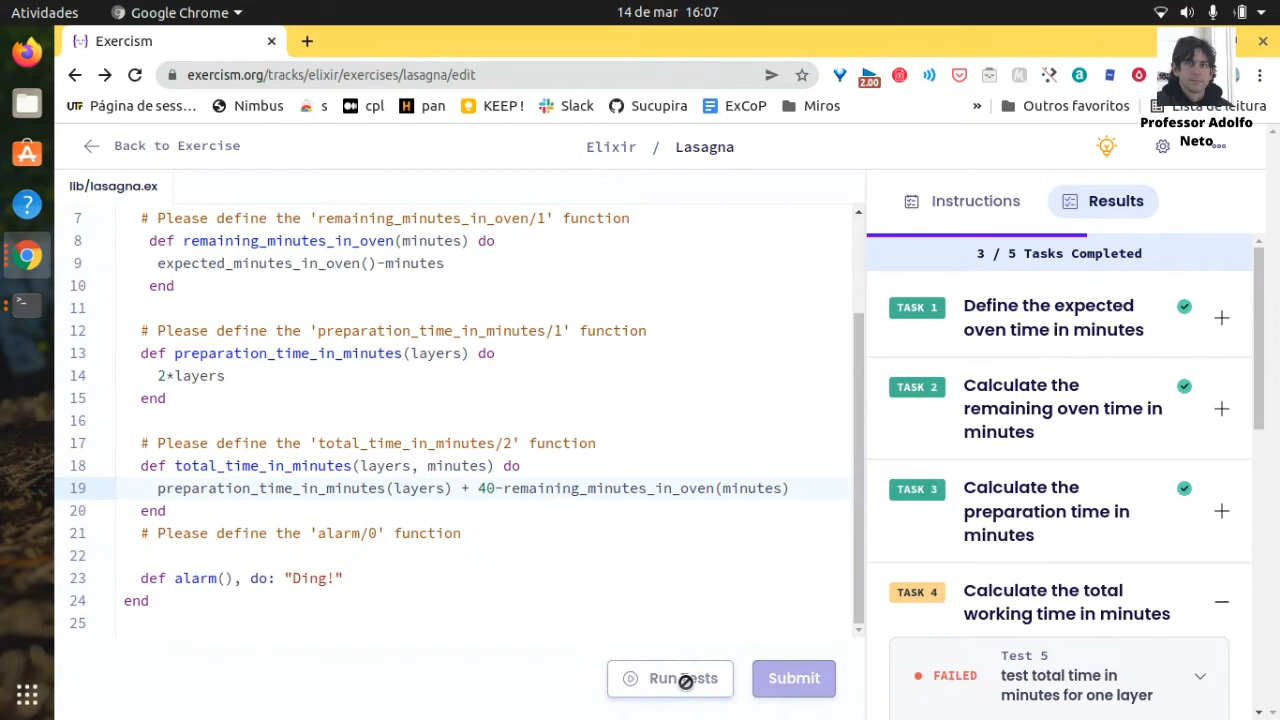 Atividades
Google Chrome
14 de mar 16:07
Exercism
exercism.org/tracks/elixir/exercises/lasagna/edit
2.00
Página de sess...
Nimbus
s
cpl
pan
KEEP!
Slack
Sucupira
ExCoP
Miros
»
Outros favoritos
Lista de leitura
Professor Adolfo
Neto...
Back to Exercise
Elixir / Lasagna
lib/lasagna.ex
7 # Please define the 'remaining_minutes_in_oven/1' function
8 def remaining_minutes_in_oven(minutes) do
9 expected_minutes_in_oven()-minutes
10 end
11
12 # Please define the 'preparation_time_in_minutes/1' function
13 def preparation_time_in_minutes(layers) do
14 2*layers
15 end
16
17 # Please define the 'total_time_in_minutes/2' function
18 def total_time_in_minutes(layers, minutes) do
19 preparation_time_in_minutes(layers) + 40-remaining_minutes_in_oven(minutes)
20 end
21 # Please define the 'alarm/0' function
22
23 def alarm(), do: "Ding!"
24 end
25
Run Tests
Submit
Instructions
Results
3 / 5 Tasks Completed
TASK 1
Define the expected
oven time in minutes
TASK 2
Calculate the
remaining oven time in
minutes
TASK 3
Calculate the
preparation time in
minutes
TASK 4
Calculate the total
working time in minutes
Test 5
FAILED
test total time in
minutes for one layer